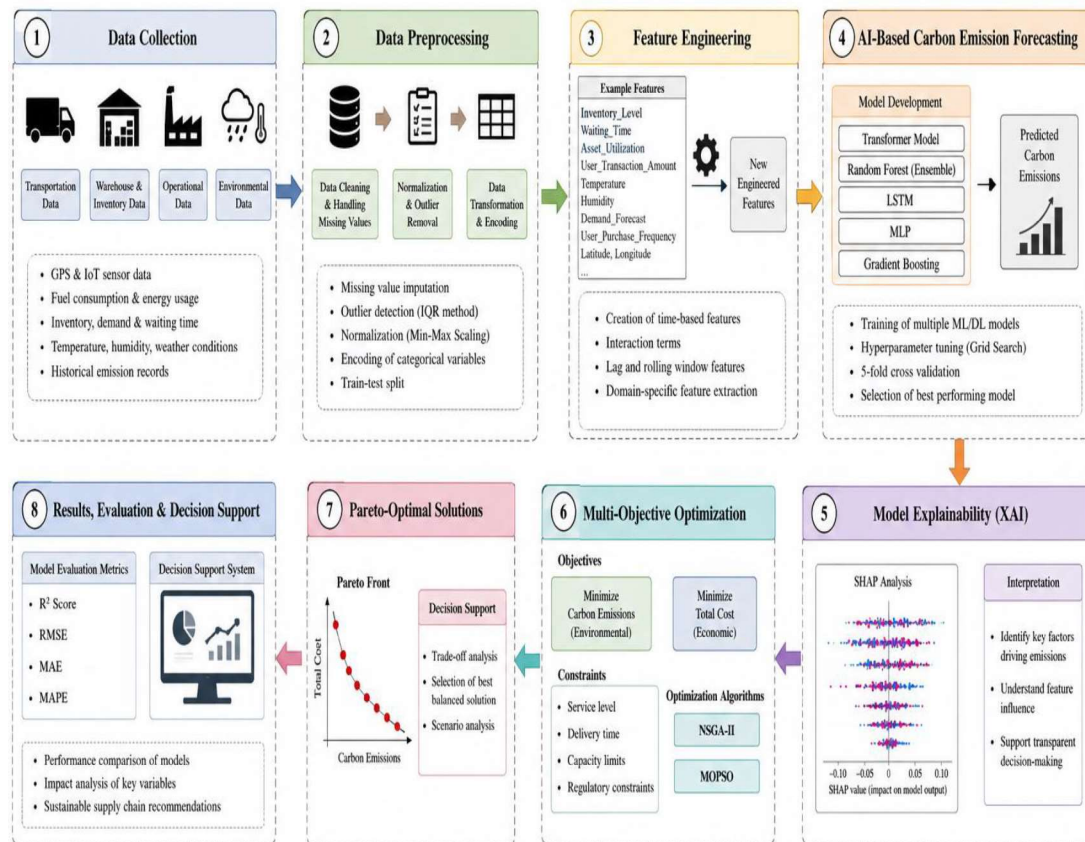 1 Data Collection
Transportation
Data
Warehouse &
Inventory Data
Operational
Data
Environmental
Data
• GPS & IoT sensor data
• Fuel consumption & energy usage
• Inventory, demand & waiting time
• Temperature, humidity, weather conditions
• Historical emission records
2 Data Preprocessing
Data Cleaning
& Handling
Missing Values
Normalization
& Outlier
Removal
Data
Transformation
& Encoding
• Missing value imputation
• Outlier detection (IQR method)
• Normalization (Min-Max Scaling)
• Encoding of categorical variables
• Train-test split
3 Feature Engineering
Example Features
Inventory_Level
Waiting_Time
Asset_Utilization
User_Transaction_Amount
Temperature
Humidity
Demand_Forecast
User_Purchase_Frequency
Latitude, Longitude
...
New
Engineered
Features
• Creation of time-based features
• Interaction terms
• Lag and rolling window features
• Domain-specific feature extraction
4 AI-Based Carbon Emission Forecasting
Model Development
Transformer Model
Random Forest (Ensemble)
LSTM
MLP
Gradient Boosting
Predicted
Carbon
Emissions
• Training of multiple ML/DL models
• Hyperparameter tuning (Grid Search)
• 5-fold cross validation
• Selection of best performing model
5 Model Explainability (XAI)
SHAP Analysis
−0.10 −0.05 0 0.05 0.10
SHAP value (impact on model output)
Interpretation
• Identify key factors
driving emissions
• Understand feature
influence
• Support transparent
decision-making
6 Multi-Objective Optimization
Objectives
Minimize
Carbon Emissions
(Environmental)
Minimize
Total Cost
(Economic)
Constraints
• Service level
• Delivery time
• Capacity limits
• Regulatory constraints
Optimization Algorithms
NSGA-II
MOPSO
7 Pareto-Optimal Solutions
Pareto Front
Total Coet
Carbon Emissions
Decision Support
• Trade-off analysis
• Selection of best
balanced solution
• Scenario analysis
8 Results, Evaluation & Decision Support
Model Evaluation Metrics
• R² Score
• RMSE
• MAE
• MAPE
Decision Support System
• Performance comparison of models
• Impact analysis of key variables
• Sustainable supply chain recommendations